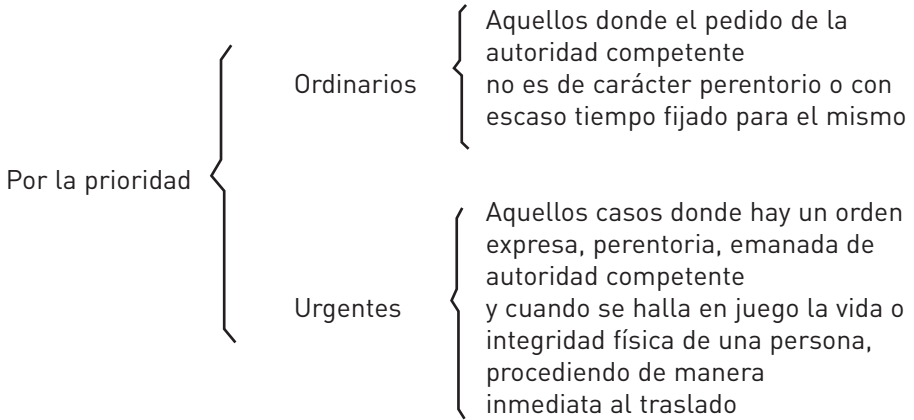 Por la prioridad
Ordinarios
Aquellos donde el pedido de la
autoridad competente
no es de carácter perentorio o con
escaso tiempo fijado para el mismo
Urgentes
Aquellos casos donde hay un orden
expresa, perentoria, emanada de
autoridad competente
y cuando se halla en juego la vida o
integridad física de una persona,
procediendo de manera
inmediata al traslado